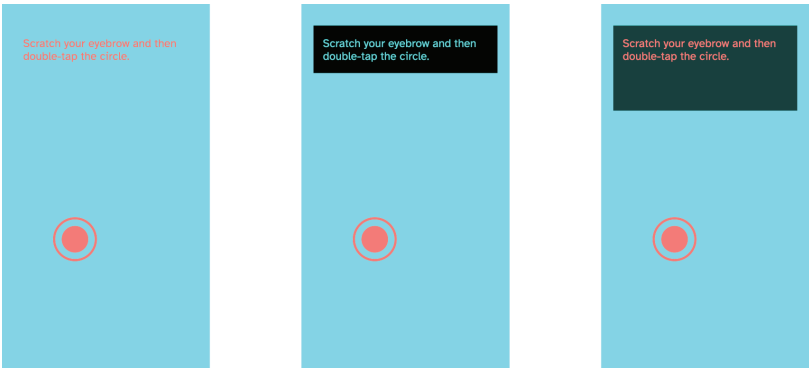 Scratch your eyebrow and then
double-tap the circle.
Scratch your eyebrow and then
double-tap the circle.
Scratch your eyebrow and then
double-tap the circle.